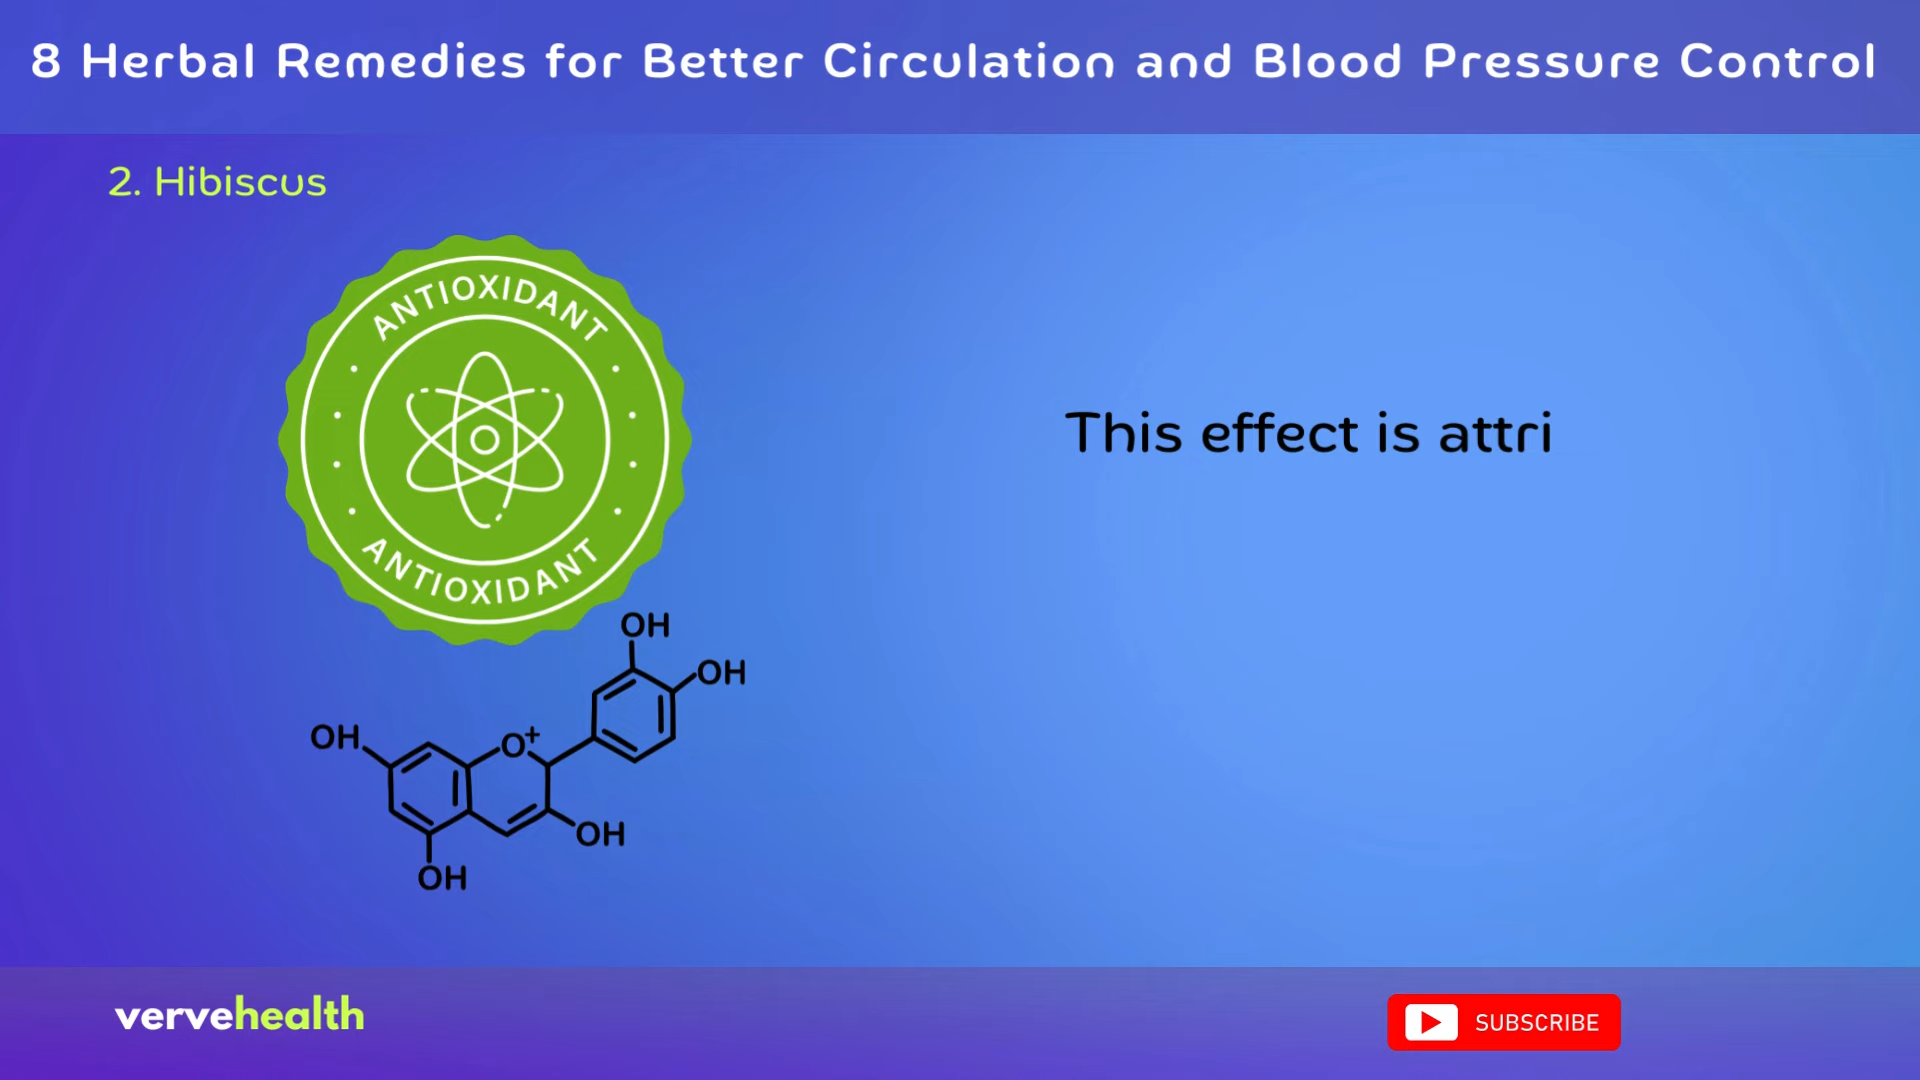 8 Herbal Remedies for Better Circulation and Blood Pressure Control
2. Hibiscus
ANTIOXIDANT
ANTIOXIDANT
This effect is attri
OH
OH
OH
O+
OH
OH
vervehealth
SUBSCRIBE